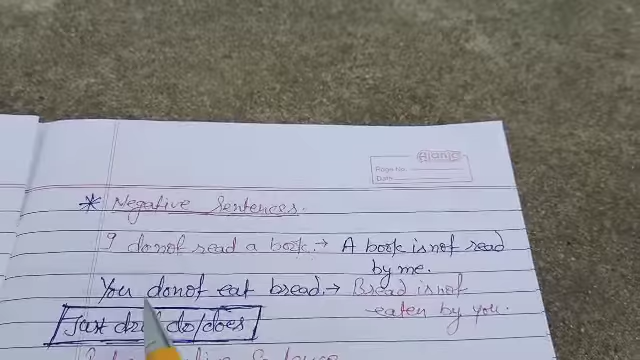 Page No.
Date
* Negative Sentences.
I donot read a book. → A book is not read
by me.
You donot eat bread. → Bread is not
eaten by you.
Just do/does